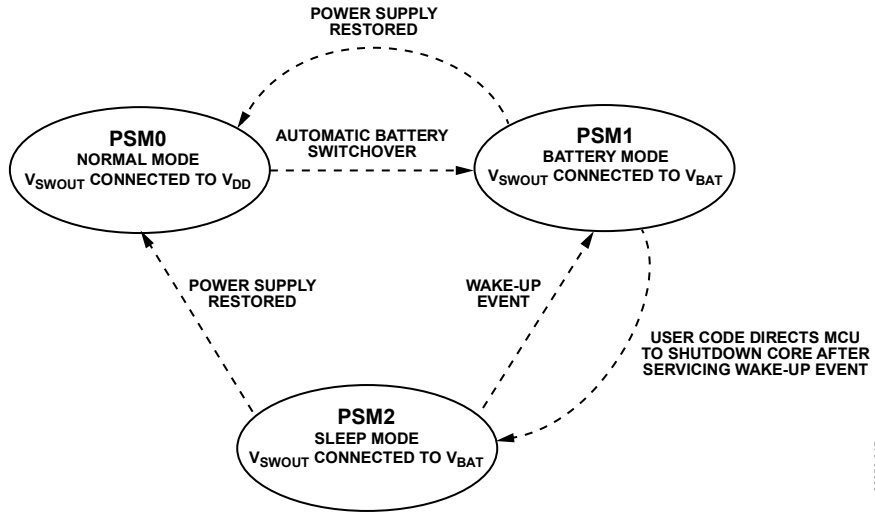 POWER SUPPLY
RESTORED
PSM0
NORMAL MODE
VSWOUT CONNECTED TO VDD
AUTOMATIC BATTERY
SWITCHOVER
PSM1
BATTERY MODE
VSWOUT CONNECTED TO VBAT
POWER SUPPLY
RESTORED
WAKE-UP
EVENT
USER CODE DIRECTS MCU
TO SHUTDOWN CORE AFTER
SERVICING WAKE-UP EVENT
PSM2
SLEEP MODE
VSWOUT CONNECTED TO VBAT